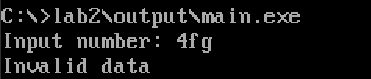 C:\>lab2\output\main.exe
Input number: 4fg
Invalid data